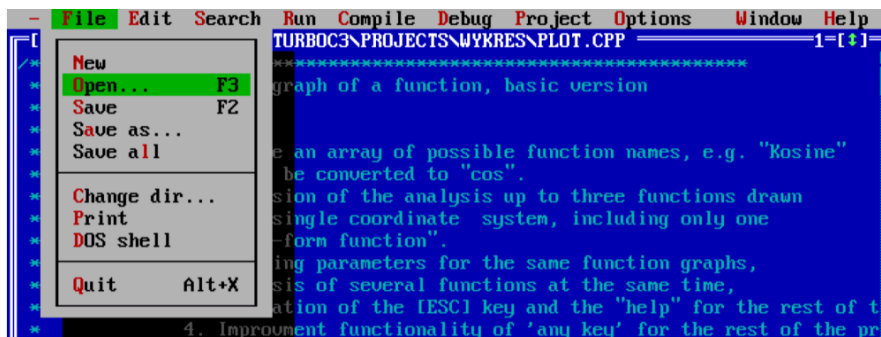 - File Edit Search Run Compile Debug Project Options Window Help
[ TURBOC3\PROJECTS\WYKRES\PLOT.CPP 1=[↕]
/* New ****************************************
* Open... F3 graph of a function, basic version
* Save F2
* Save as...
* Save all e an array of possible function names, e.g. "Kosine"
* be converted to "cos".
* Change dir... sion of the analysis up to three functions drawn
* Print single coordinate system, including only one
* DOS shell -form function".
* ing parameters for the same function graphs,
* Quit Alt+X sis of several functions at the same time,
* ation of the [ESC] key and the "help" for the rest of t
* 4. Improvment functionality of 'any key' for the rest of the pr